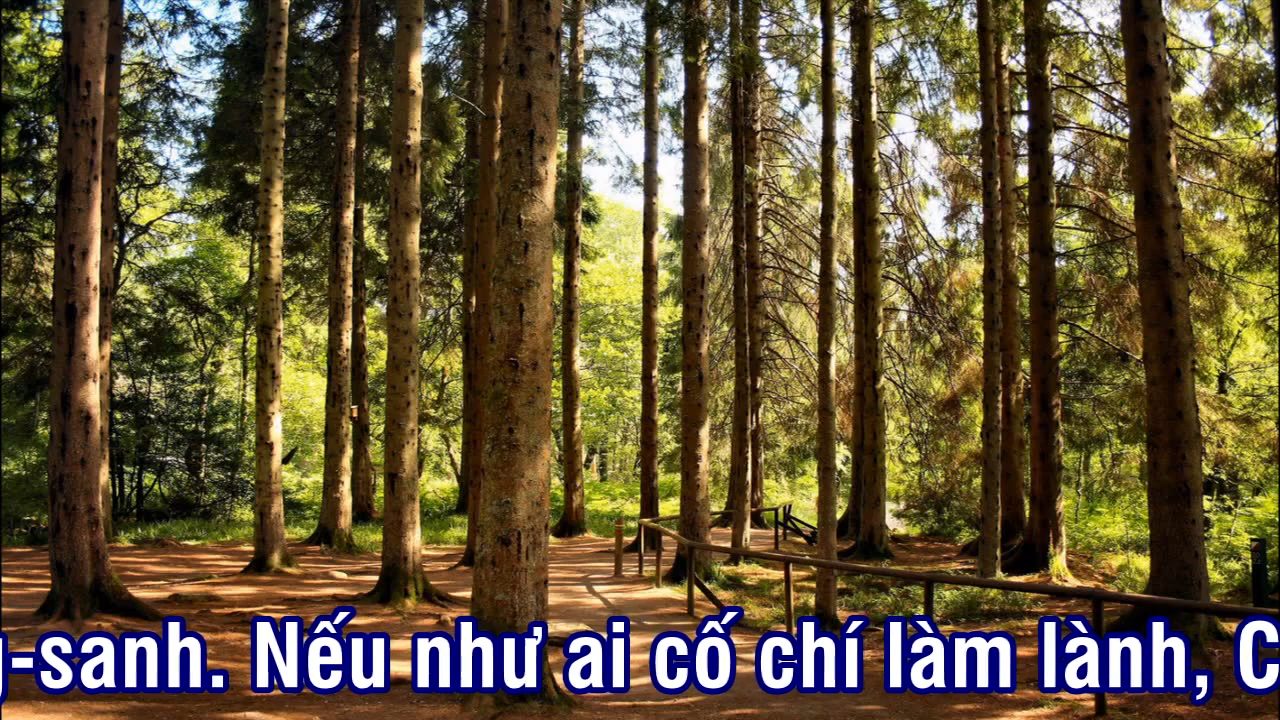 -sanh. Nếu như ai cố chí làm lành, C